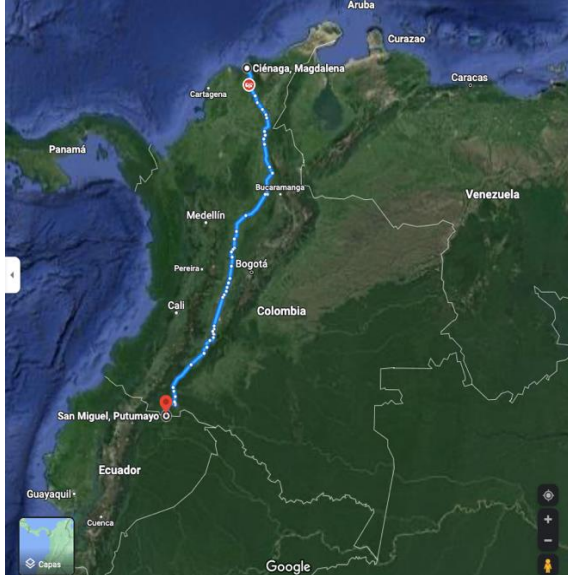 Aruba
Curazao
Ciénaga, Magdalena
Caracas
Cartagena
Panamá
Bucaramanga
Venezuela
Medellín
Bogotá
Pereira
Cali
Colombia
San Miguel, Putumayo
Ecuador
Guayaquil
Cuenca
Capas
Google